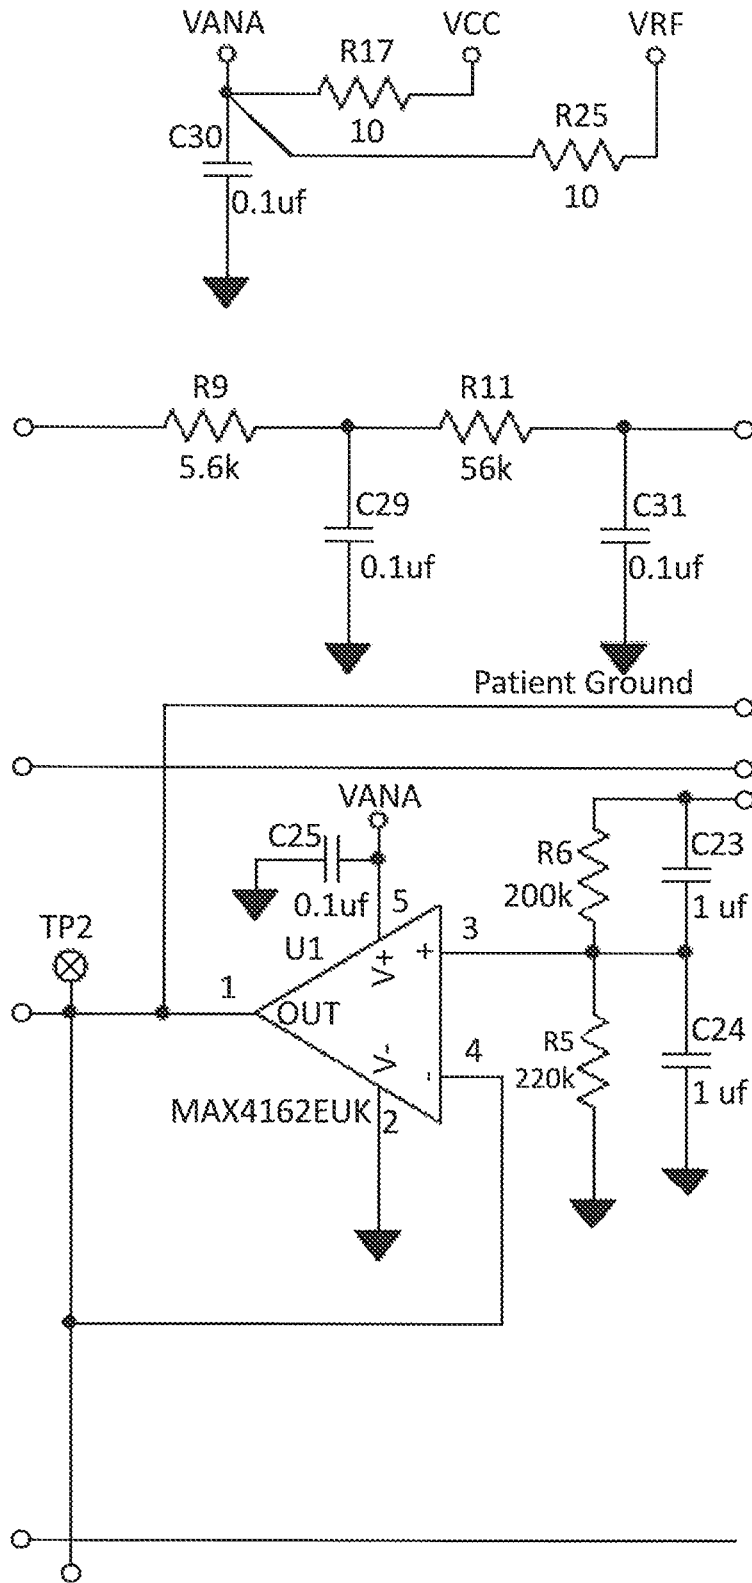 VANA VCC VRF
R17
10
R25
10
C30
0.1uf
R9
5.6k
R11
56k
C29
0.1uf
C31
0.1uf
Patient Ground
VANA
C25
0.1uf
5
R6
200k
C23
1 uf
TP2
U1
3
V+
+
1
OUT
4
V-
-
R5
220k
C24
1 uf
MAX4162EUK
2